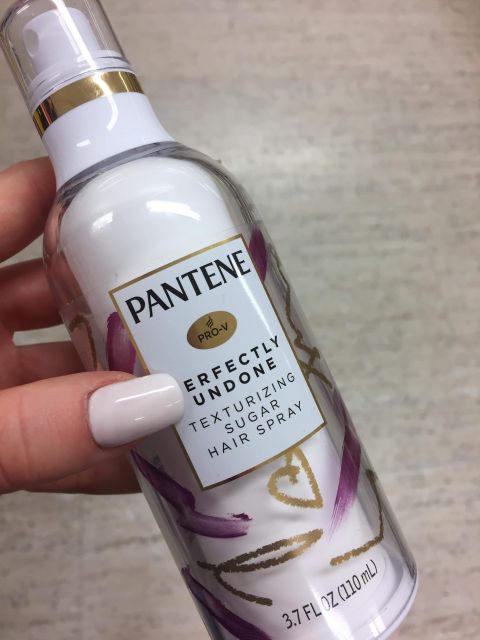 PANTENE
PRO-V
ERFECTLY
UNDONE
TEXTURIZING
SUGAR
HAIR SPRAY
3.7 FL OZ (110 mL)